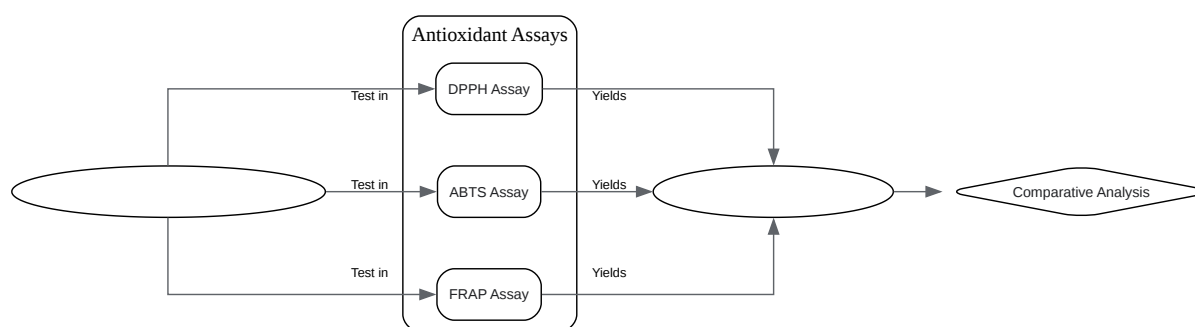 Antioxidant Assays
DPPH Assay
Test in
Yields
Test in
ABTS Assay
Yields
Comparative Analysis
Test in
Yields
FRAP Assay